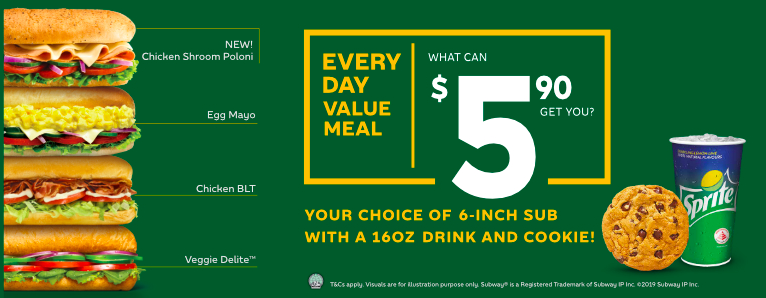 NEW!
Chicken Shroom Poloni
Egg Mayo
Chicken BLT
Veggie Delite™
EVERY
DAY
VALUE
MEAL
WHAT CAN
$5.90
GET YOU?
YOUR CHOICE OF 6-INCH SUB
WITH A 16OZ DRINK AND COOKIE!
Sprite
T&Cs apply. Visuals are for illustration purpose only. Subway® is a Registered Trademark of Subway IP Inc. ©2019 Subway IP Inc.